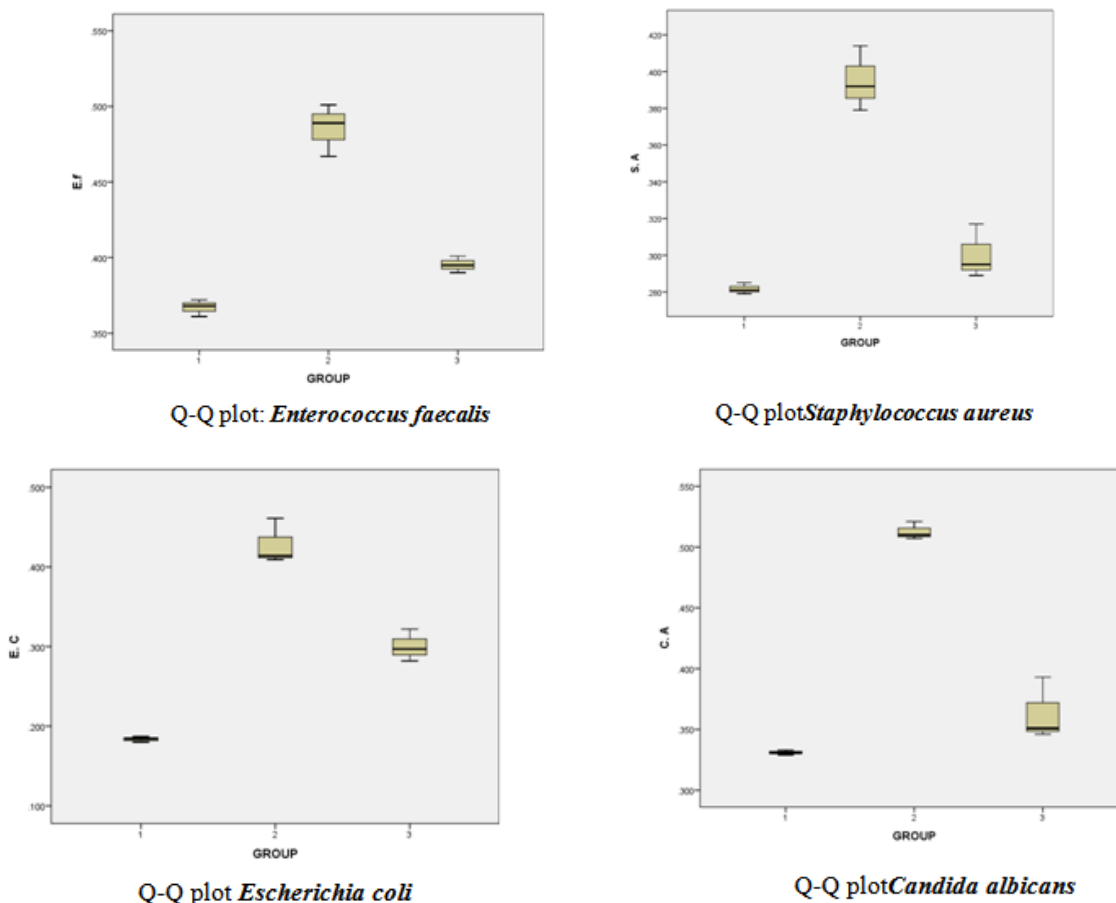 .550
.500
.450
.400
.350
E.f
1 2 3
GROUP
Q-Q plot: Enterococcus faecalis
.420
.400
.380
.360
.340
.320
.300
.280
S. A
1 2 3
GROUP
Q-Q plotStaphylococcus aureus
.500
.400
.300
.200
.100
E. C
1 2 3
GROUP
Q-Q plot Escherichia coli
.550
.500
.450
.400
.350
.300
C. A
1 2 3
GROUP
Q-Q plotCandida albicans